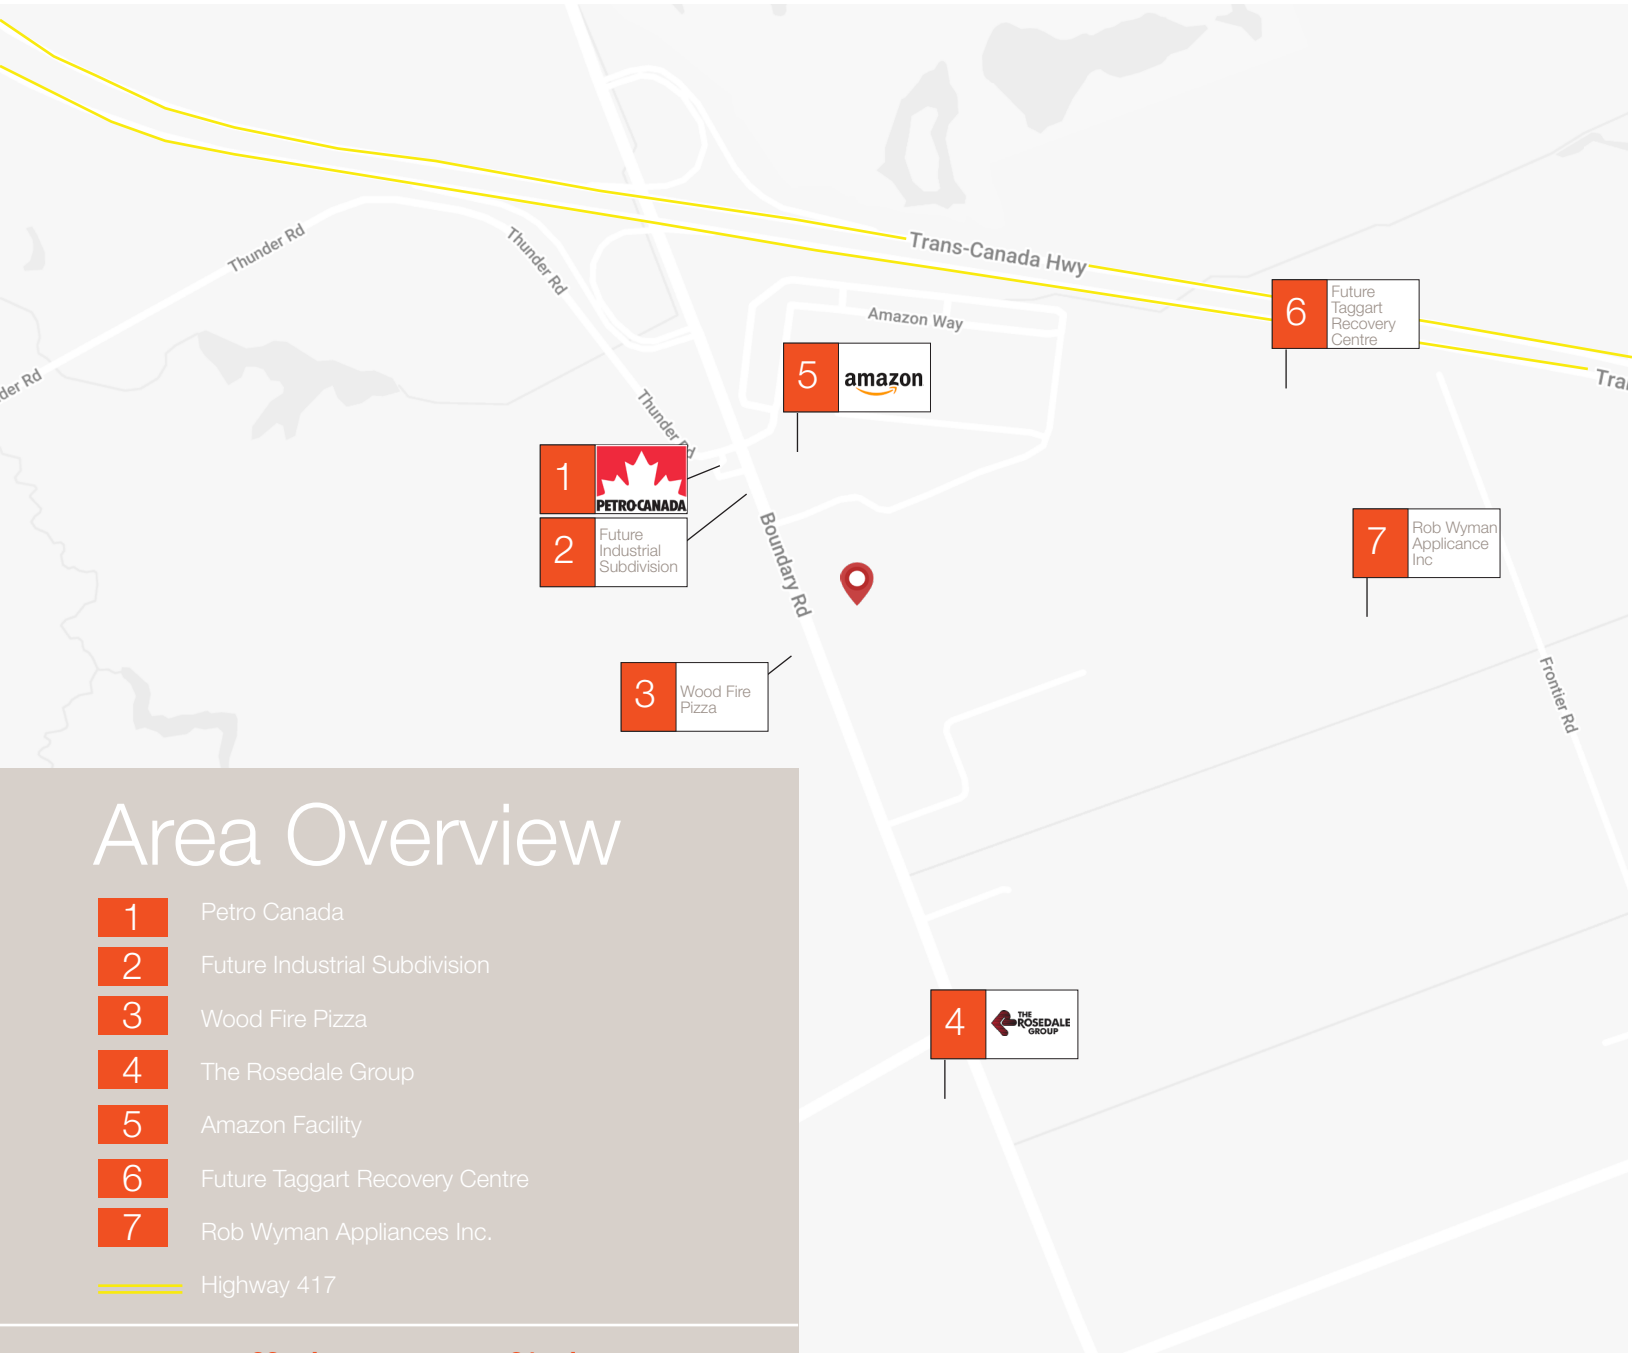 Trans-Canada Hwy
Thunder Rd
Thunder Rd
Amazon Way
6
Future
Taggart
Recovery
Centre
der Rd
Tra
5
amazon
Thunder Rd
1
PETRO-CANADA
2
Future
Industrial
Subdivision
Boundary Rd
7
Rob Wyman
Applicance
Inc
3
Wood Fire
Pizza
Frontier Rd
Area Overview
1 Petro Canada
2 Future Industrial Subdivision
3 Wood Fire Pizza
4 The Rosedale Group
5 Amazon Facility
6 Future Taggart Recovery Centre
7 Rob Wyman Appliances Inc.
Highway 417
4
THE
ROSEDALE
GROUP